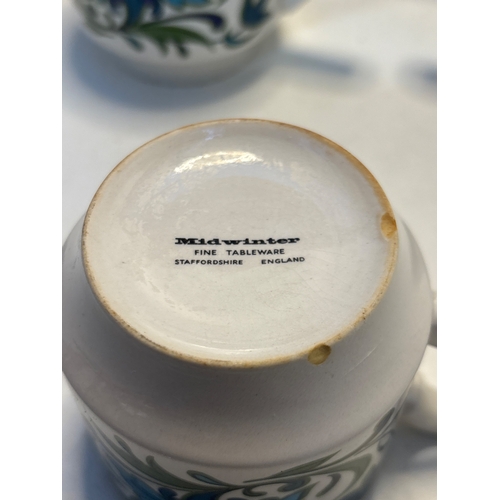 Midwinter
FINE TABLEWARE
STAFFORDSHIRE ENGLAND